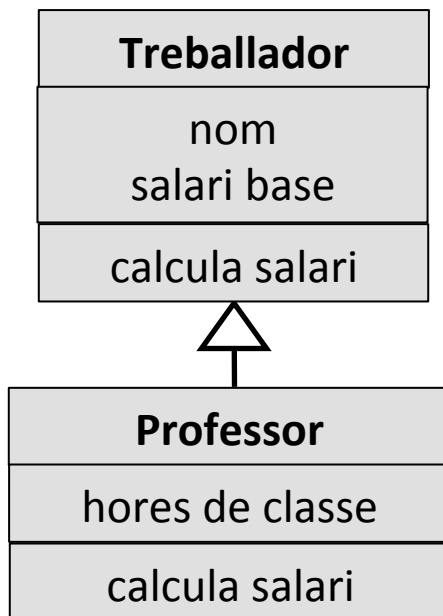 Treballador
nom
salari base
calcula salari
Professor
hores de classe
calcula salari